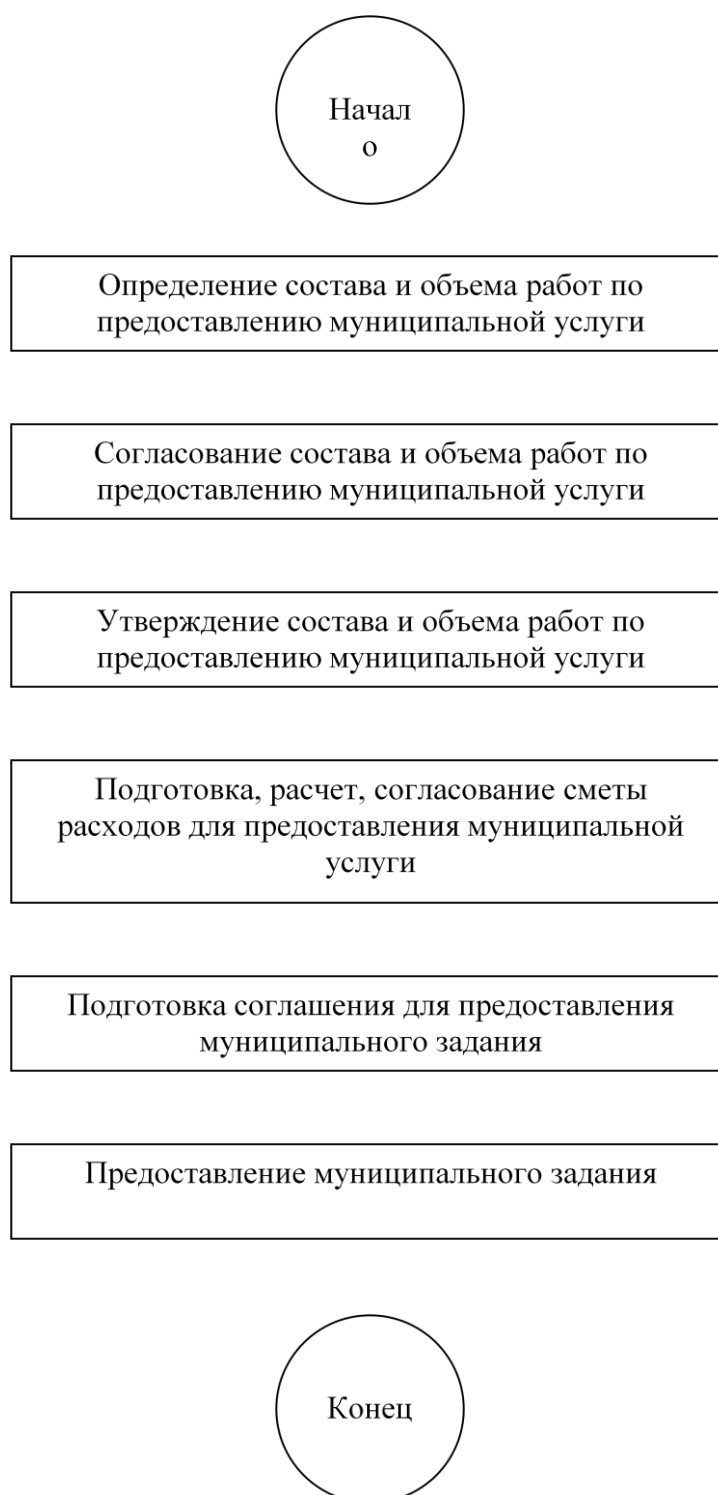 Начал
о
Определение состава и объема работ по
предоставлению муниципальной услуги
Согласование состава и объема работ по
предоставлению муниципальной услуги
Утверждение состава и объема работ по
предоставлению муниципальной услуги
Подготовка, расчет, согласование сметы
расходов для предоставления муниципальной
услуги
Подготовка соглашения для предоставления
муниципального задания
Предоставление муниципального задания
Конец